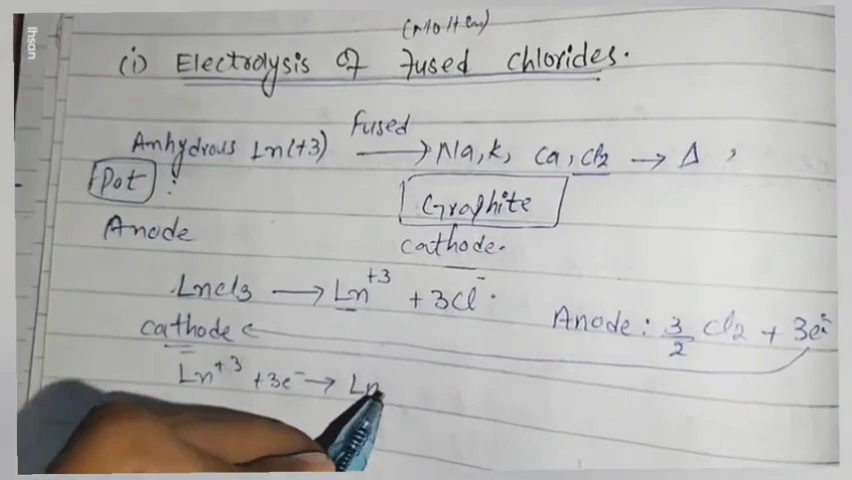 Ihsan
(Molten)
(i) Electrolysis of Fused chlorides.
Anhydrous Ln(+3) Fused → Na, K, Ca, Cl2 → Δ ,
Pot :
Graphite
Anode
cathode.
LnCl3 → Ln+3 + 3Cl-.
Anode: 3/2 Cl2 + 3e-
cathode
Ln+3 + 3e- → Ln